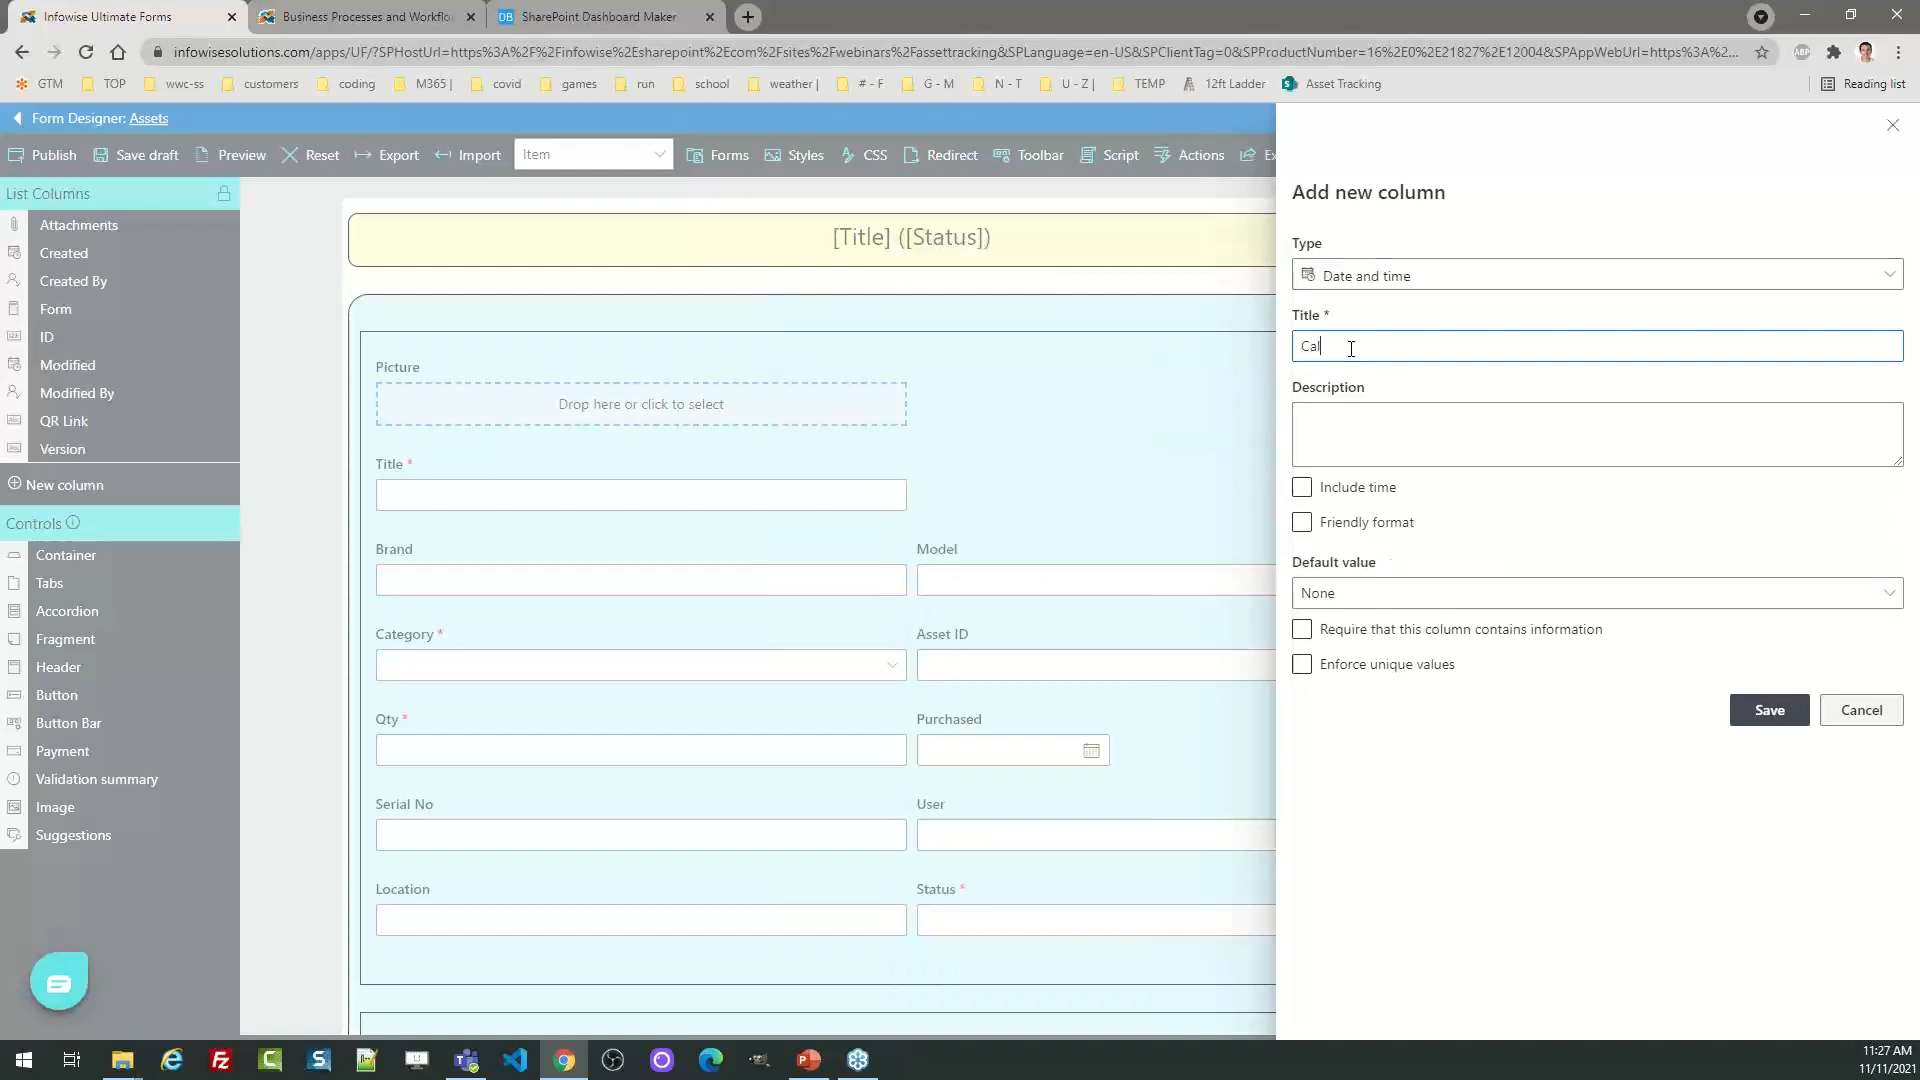 Infowise Ultimate Forms
Business Processes and Workflo
DB SharePoint Dashboard Maker
infowisesolutions.com/apps/UF/?SPHostUrl=https%3A%2F%2Finfowise%2Esharepoint%2Ecom%2Fsites%2Fwebinars%2Fassettracking&SPLanguage=en-US&SPClientTag=0&SPProductNumber=16%2E0%2E21827%2E12004&SPAppWebUrl=https%3A%2...
GTM TOP wwc-ss customers coding M365 | covid games run school weather | # - F G - M N - T U - Z | TEMP 12ft Ladder Asset Tracking Reading list
Form Designer: Assets
Publish Save draft Preview Reset Export Import Item Forms Styles CSS Redirect Toolbar Script Actions Ex
List Columns
Attachments
Created
Created By
Form
ID
Modified
Modified By
QR Link
Version
New column
Controls
Container
Tabs
Accordion
Fragment
Header
Button
Button Bar
Payment
Validation summary
Image
Suggestions
[Title] ([Status])
Picture
Drop here or click to select
Title *
Brand Model
Category * Asset ID
Qty * Purchased
Serial No User
Location Status *
Add new column
Type
Date and time
Title *
Cal
Description
Include time
Friendly format
Default value
None
Require that this column contains information
Enforce unique values
Save Cancel
11:27 AM
11/11/2021